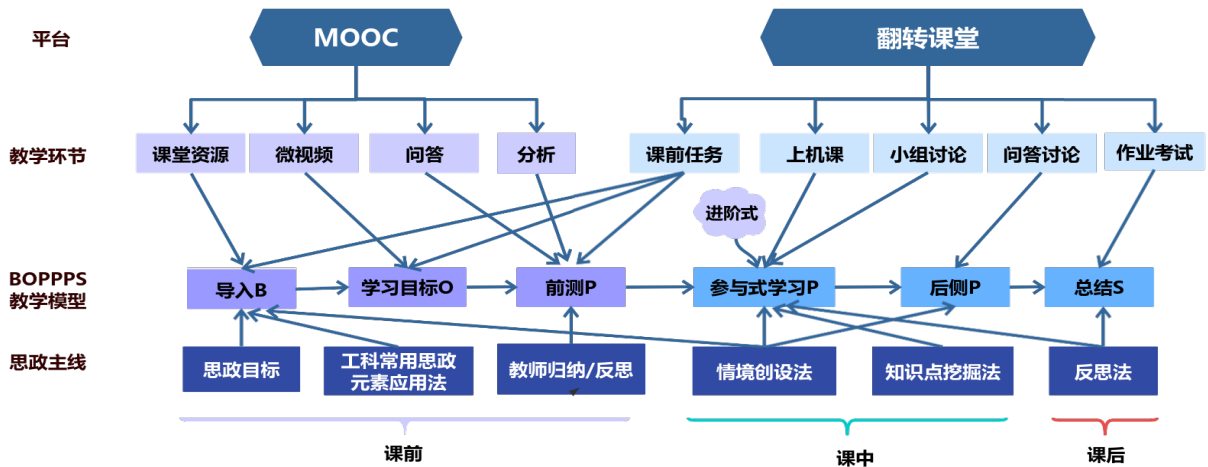 平台
MOOC
翻转课堂
教学环节
课堂资源
微视频
问答
分析
课前任务
上机课
小组讨论
问答讨论
作业考试
进阶式
BOPPPS
教学模型
导入B
学习目标O
前测P
参与式学习P
后侧P
总结S
思政主线
思政目标
工科常用思政
元素应用法
教师归纳/反思
情境创设法
知识点挖掘法
反思法
课前
课中
课后